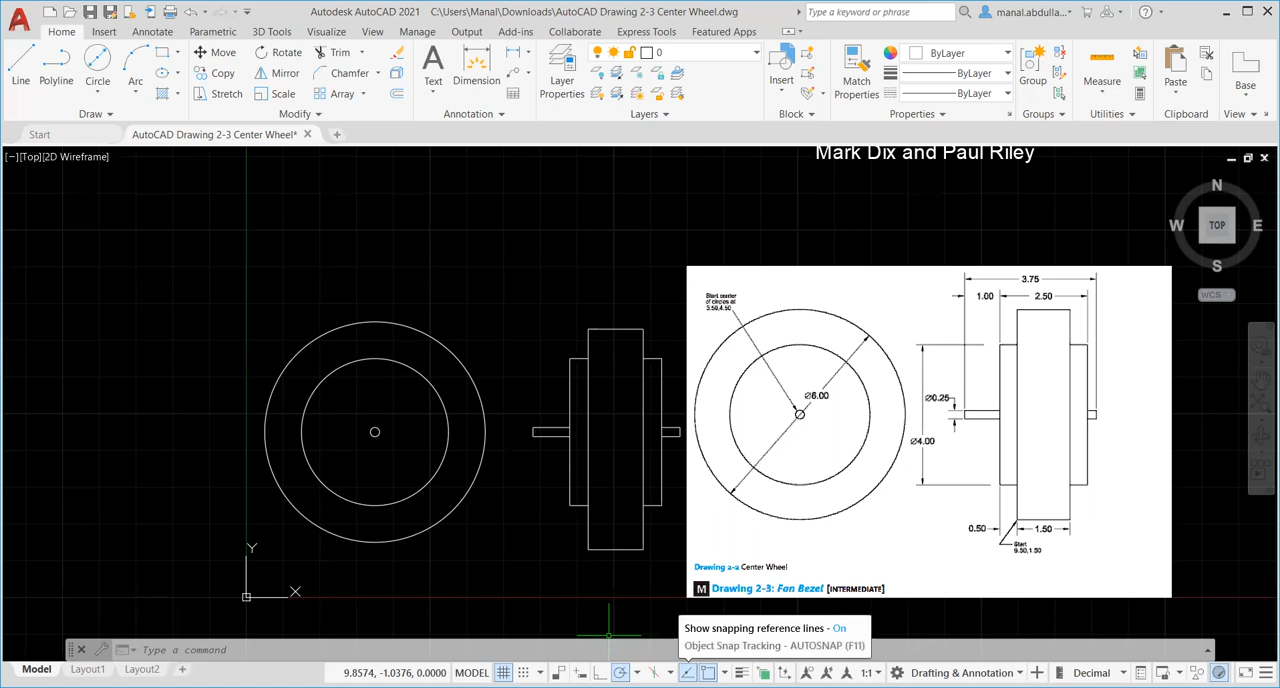 Autodesk AutoCAD 2021 C:\Users\Manal\Downloads\AutoCAD Drawing 2-3 Center Wheel.dwg
Type a keyword or phrase
manal.abdulla...
Home Insert Annotate Parametric 3D Tools Visualize View Manage Output Add-ins Collaborate Express Tools Featured Apps
Line Polyline Circle Arc
Move Rotate Trim
Copy Mirror Chamfer
Stretch Scale Array
Text Dimension
Layer Properties
0
Insert
Match Properties
ByLayer
ByLayer
ByLayer
Group
Measure
Paste
Base
Draw Modify Annotation Layers Block Properties Groups Utilities Clipboard View
Start AutoCAD Drawing 2-3 Center Wheel*
[−][Top][2D Wireframe]
Mark Dix and Paul Riley
N
W TOP E
S
WCS
3.75
1.00 2.50
Start center
of circles at
3.50,4.50
Ø6.00
Ø0.25
Ø4.00
0.50 1.50
Start
9.50,1.50
Drawing 2-2 Center Wheel
M Drawing 2-3: Fan Bezel [INTERMEDIATE]
Y
X
Show snapping reference lines - On
Object Snap Tracking - AUTOSNAP (F11)
Type a command
Model Layout1 Layout2
9.8574, -1.0376, 0.0000 MODEL 1:1 Drafting & Annotation Decimal